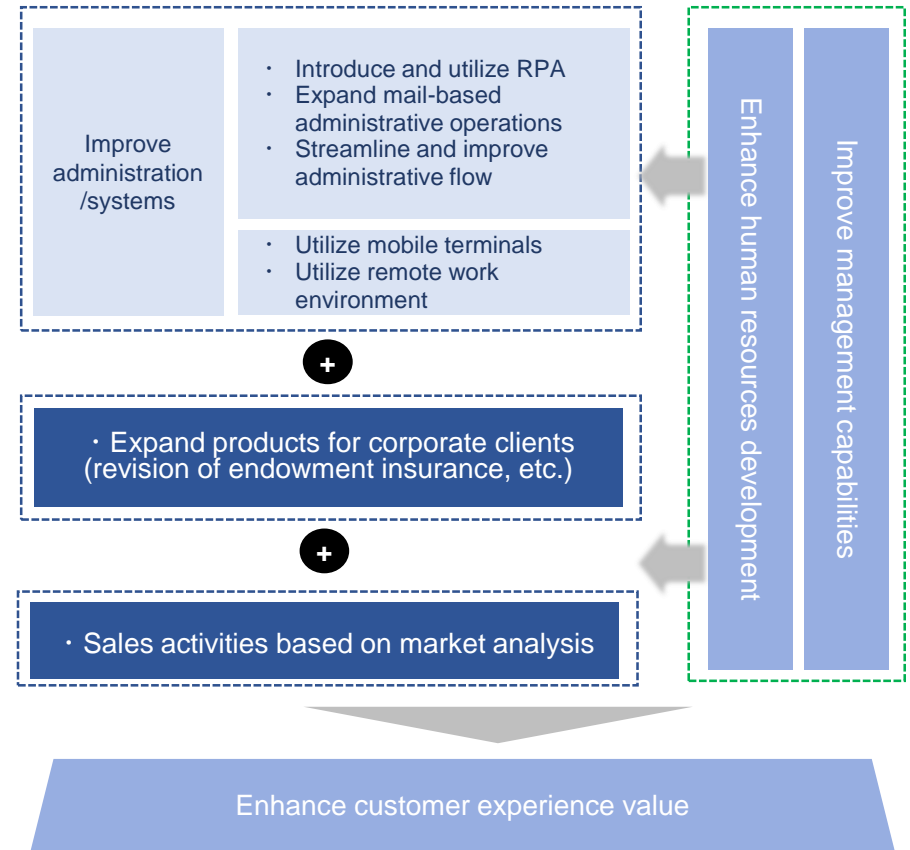 Improve
administration
/systems
・ Introduce and utilize RPA
・ Expand mail-based
administrative operations
・ Streamline and improve
administrative flow
・ Utilize mobile terminals
・ Utilize remote work
environment
+
・Expand products for corporate clients
(revision of endowment insurance, etc.)
+
・Sales activities based on market analysis
Enhance human resources development
Improve management capabilities
Enhance customer experience value